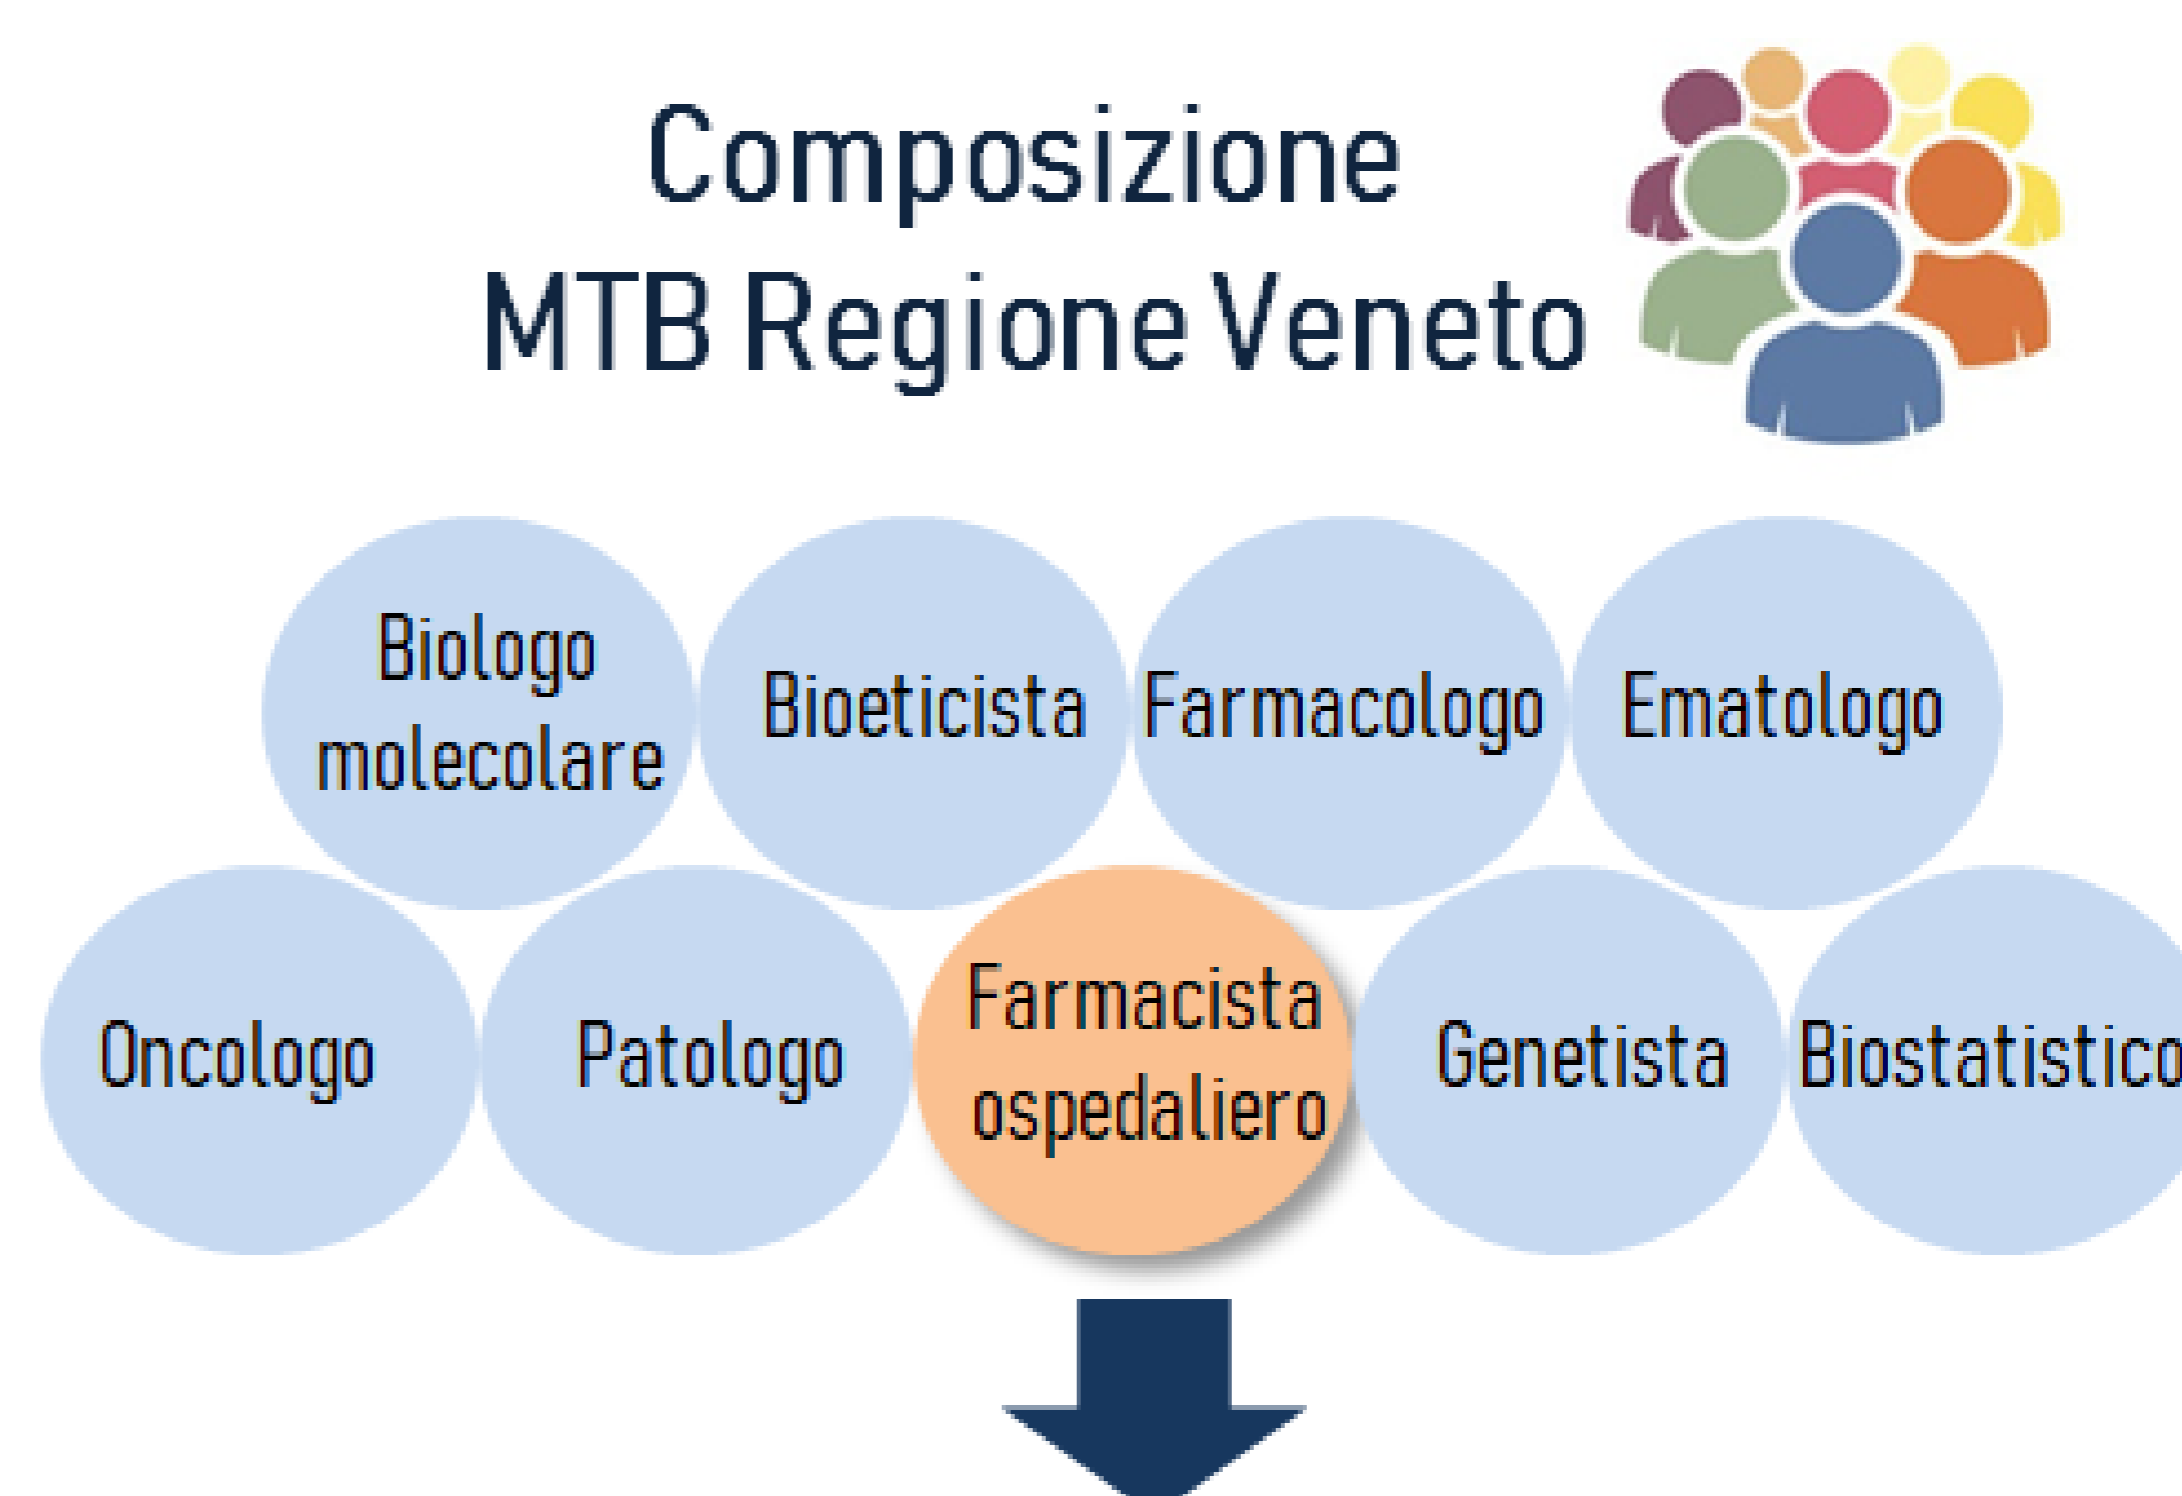 Composizione
MTB Regione Veneto
Biologo
molecolare
Bioeticista
Farmacologo
Ematologo
Oncologo
Patologo
Farmacista
ospedaliero
Genetista
Biostatistico